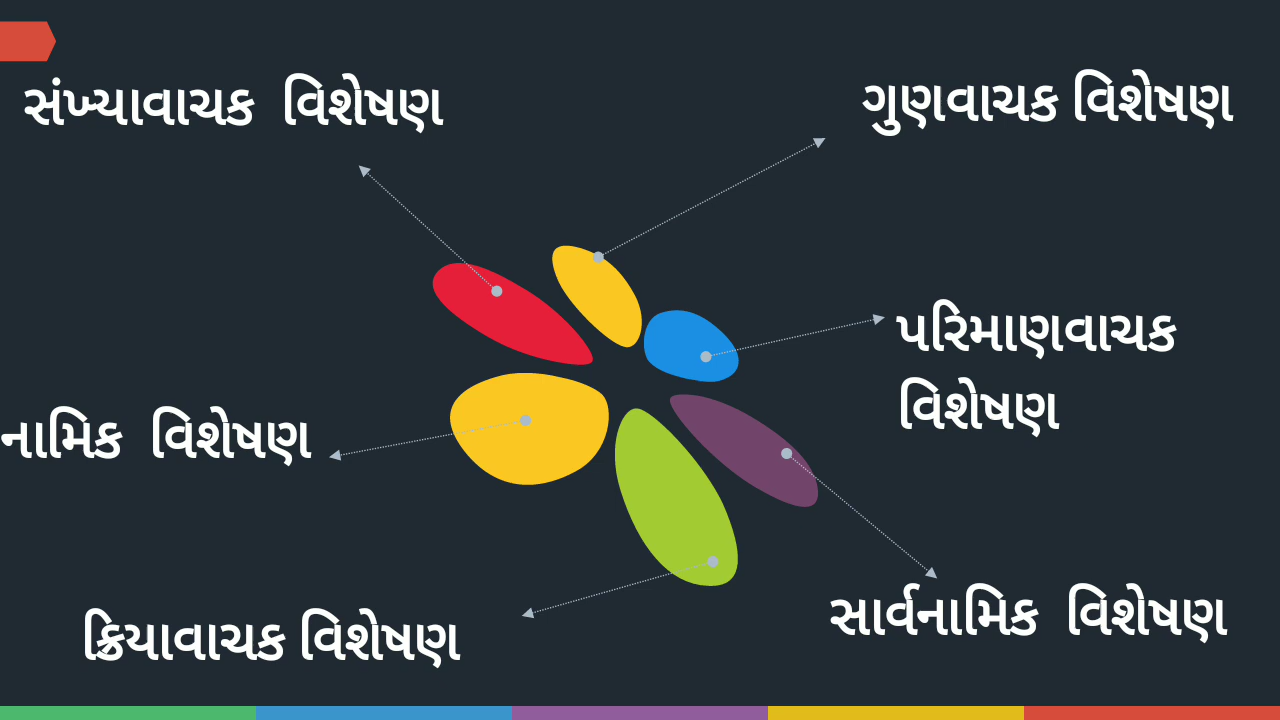 સંખ્યાવાચક વિશેષણ
ગુણવાચક વિશેષણ
પરિમાણવાચક
વિશેષણ
નામિક વિશેષણ
સાર્વનામિક વિશેષણ
ક્રિયાવાચક વિશેષણ